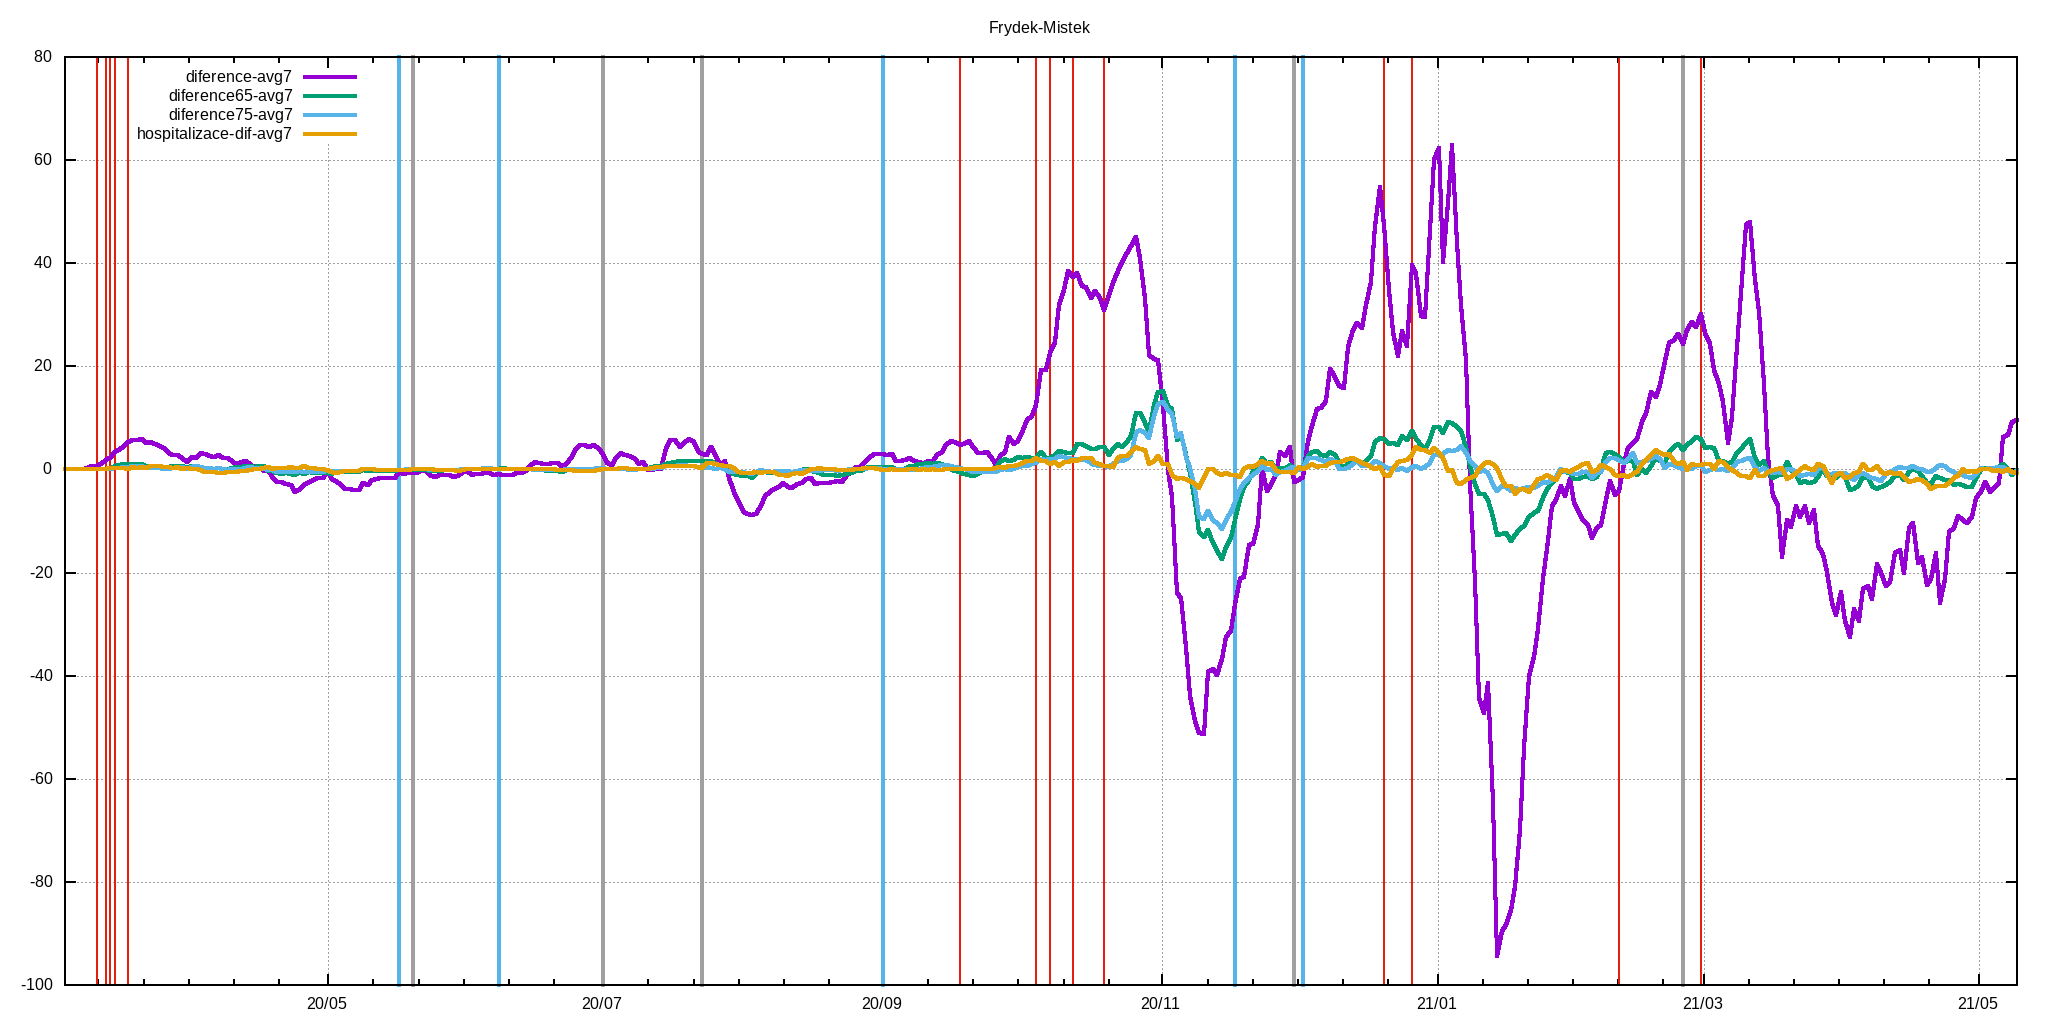 Frydek-Mistek
diference-avg7
diference65-avg7
diference75-avg7
hospitalizace-dif-avg7
80
60
40
20
0
-20
-40
-60
-80
-100
20/05 20/07 20/09 20/11 21/01 21/03 21/05